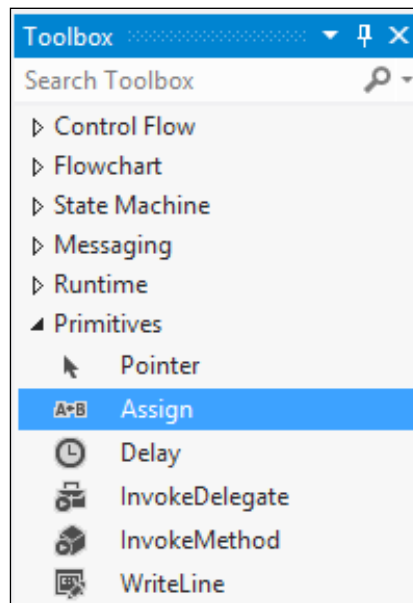 Toolbox
Search Toolbox
Control Flow
Flowchart
State Machine
Messaging
Runtime
Primitives
Pointer
A+B Assign
Delay
InvokeDelegate
InvokeMethod
WriteLine